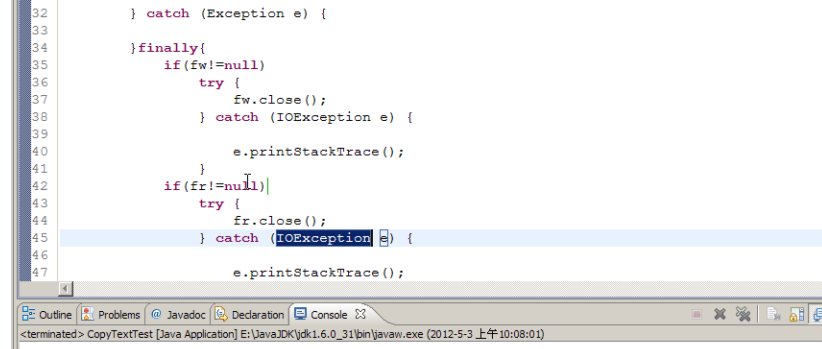 32 } catch (Exception e) {
33
34 }finally{
35 if(fw!=null)
36 try {
37 fw.close();
38 } catch (IOException e) {
39
40 e.printStackTrace();
41 }
42 if(fr!=null)
43 try {
44 fr.close();
45 } catch (IOException e) {
46
47 e.printStackTrace();
Outline Problems @ Javadoc Declaration Console
<terminated> CopyTextTest [Java Application] E:\JavaJDK\jdk1.6.0_31\bin\javaw.exe (2012-5-3 上午10:08:01)